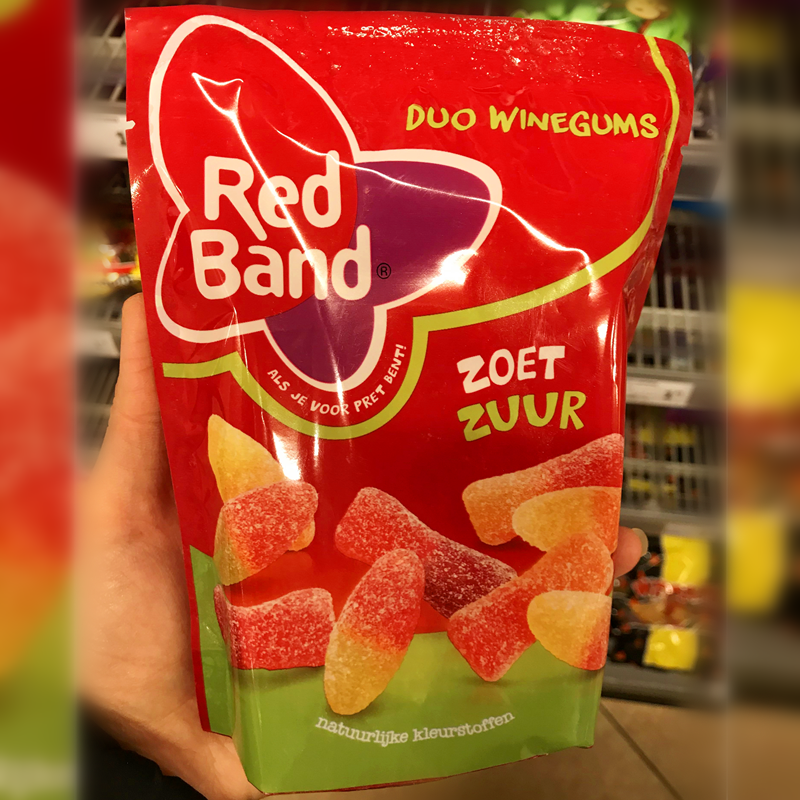 DUO WINEGUMS
Red
Band®
ALS JE VOOR PRET BENT!
ZOET
ZUUR
natuurlijke kleurstoffen